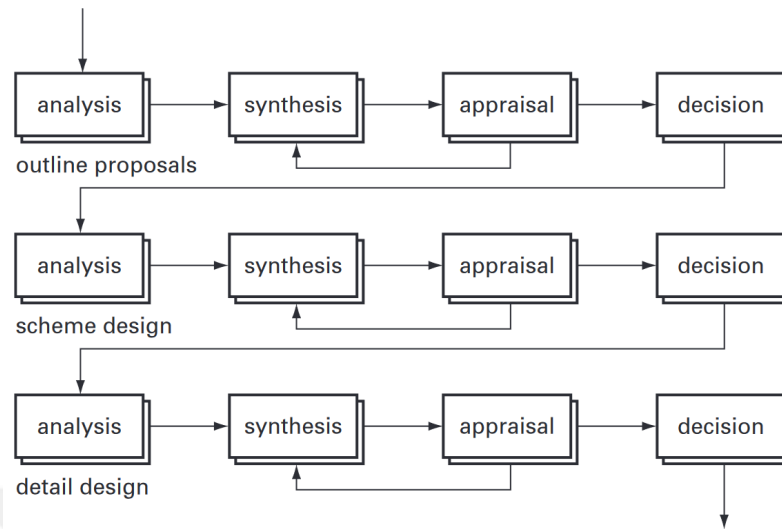 analysis synthesis appraisal decision
outline proposals
analysis synthesis appraisal decision
scheme design
analysis synthesis appraisal decision
detail design